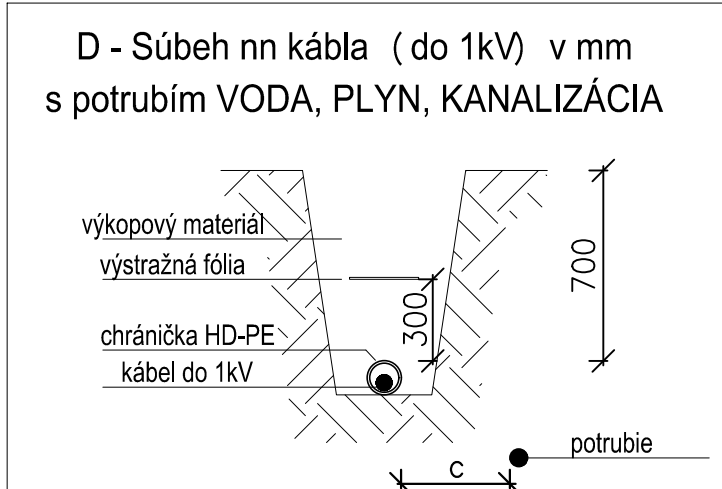 D - Súbeh nn kábla ( do 1kV) v mm
s potrubím VODA, PLYN, KANALIZÁCIA
výkopový materiál
výstražná fólia
700
300
chránička HD-PE
kábel do 1kV
potrubie
c